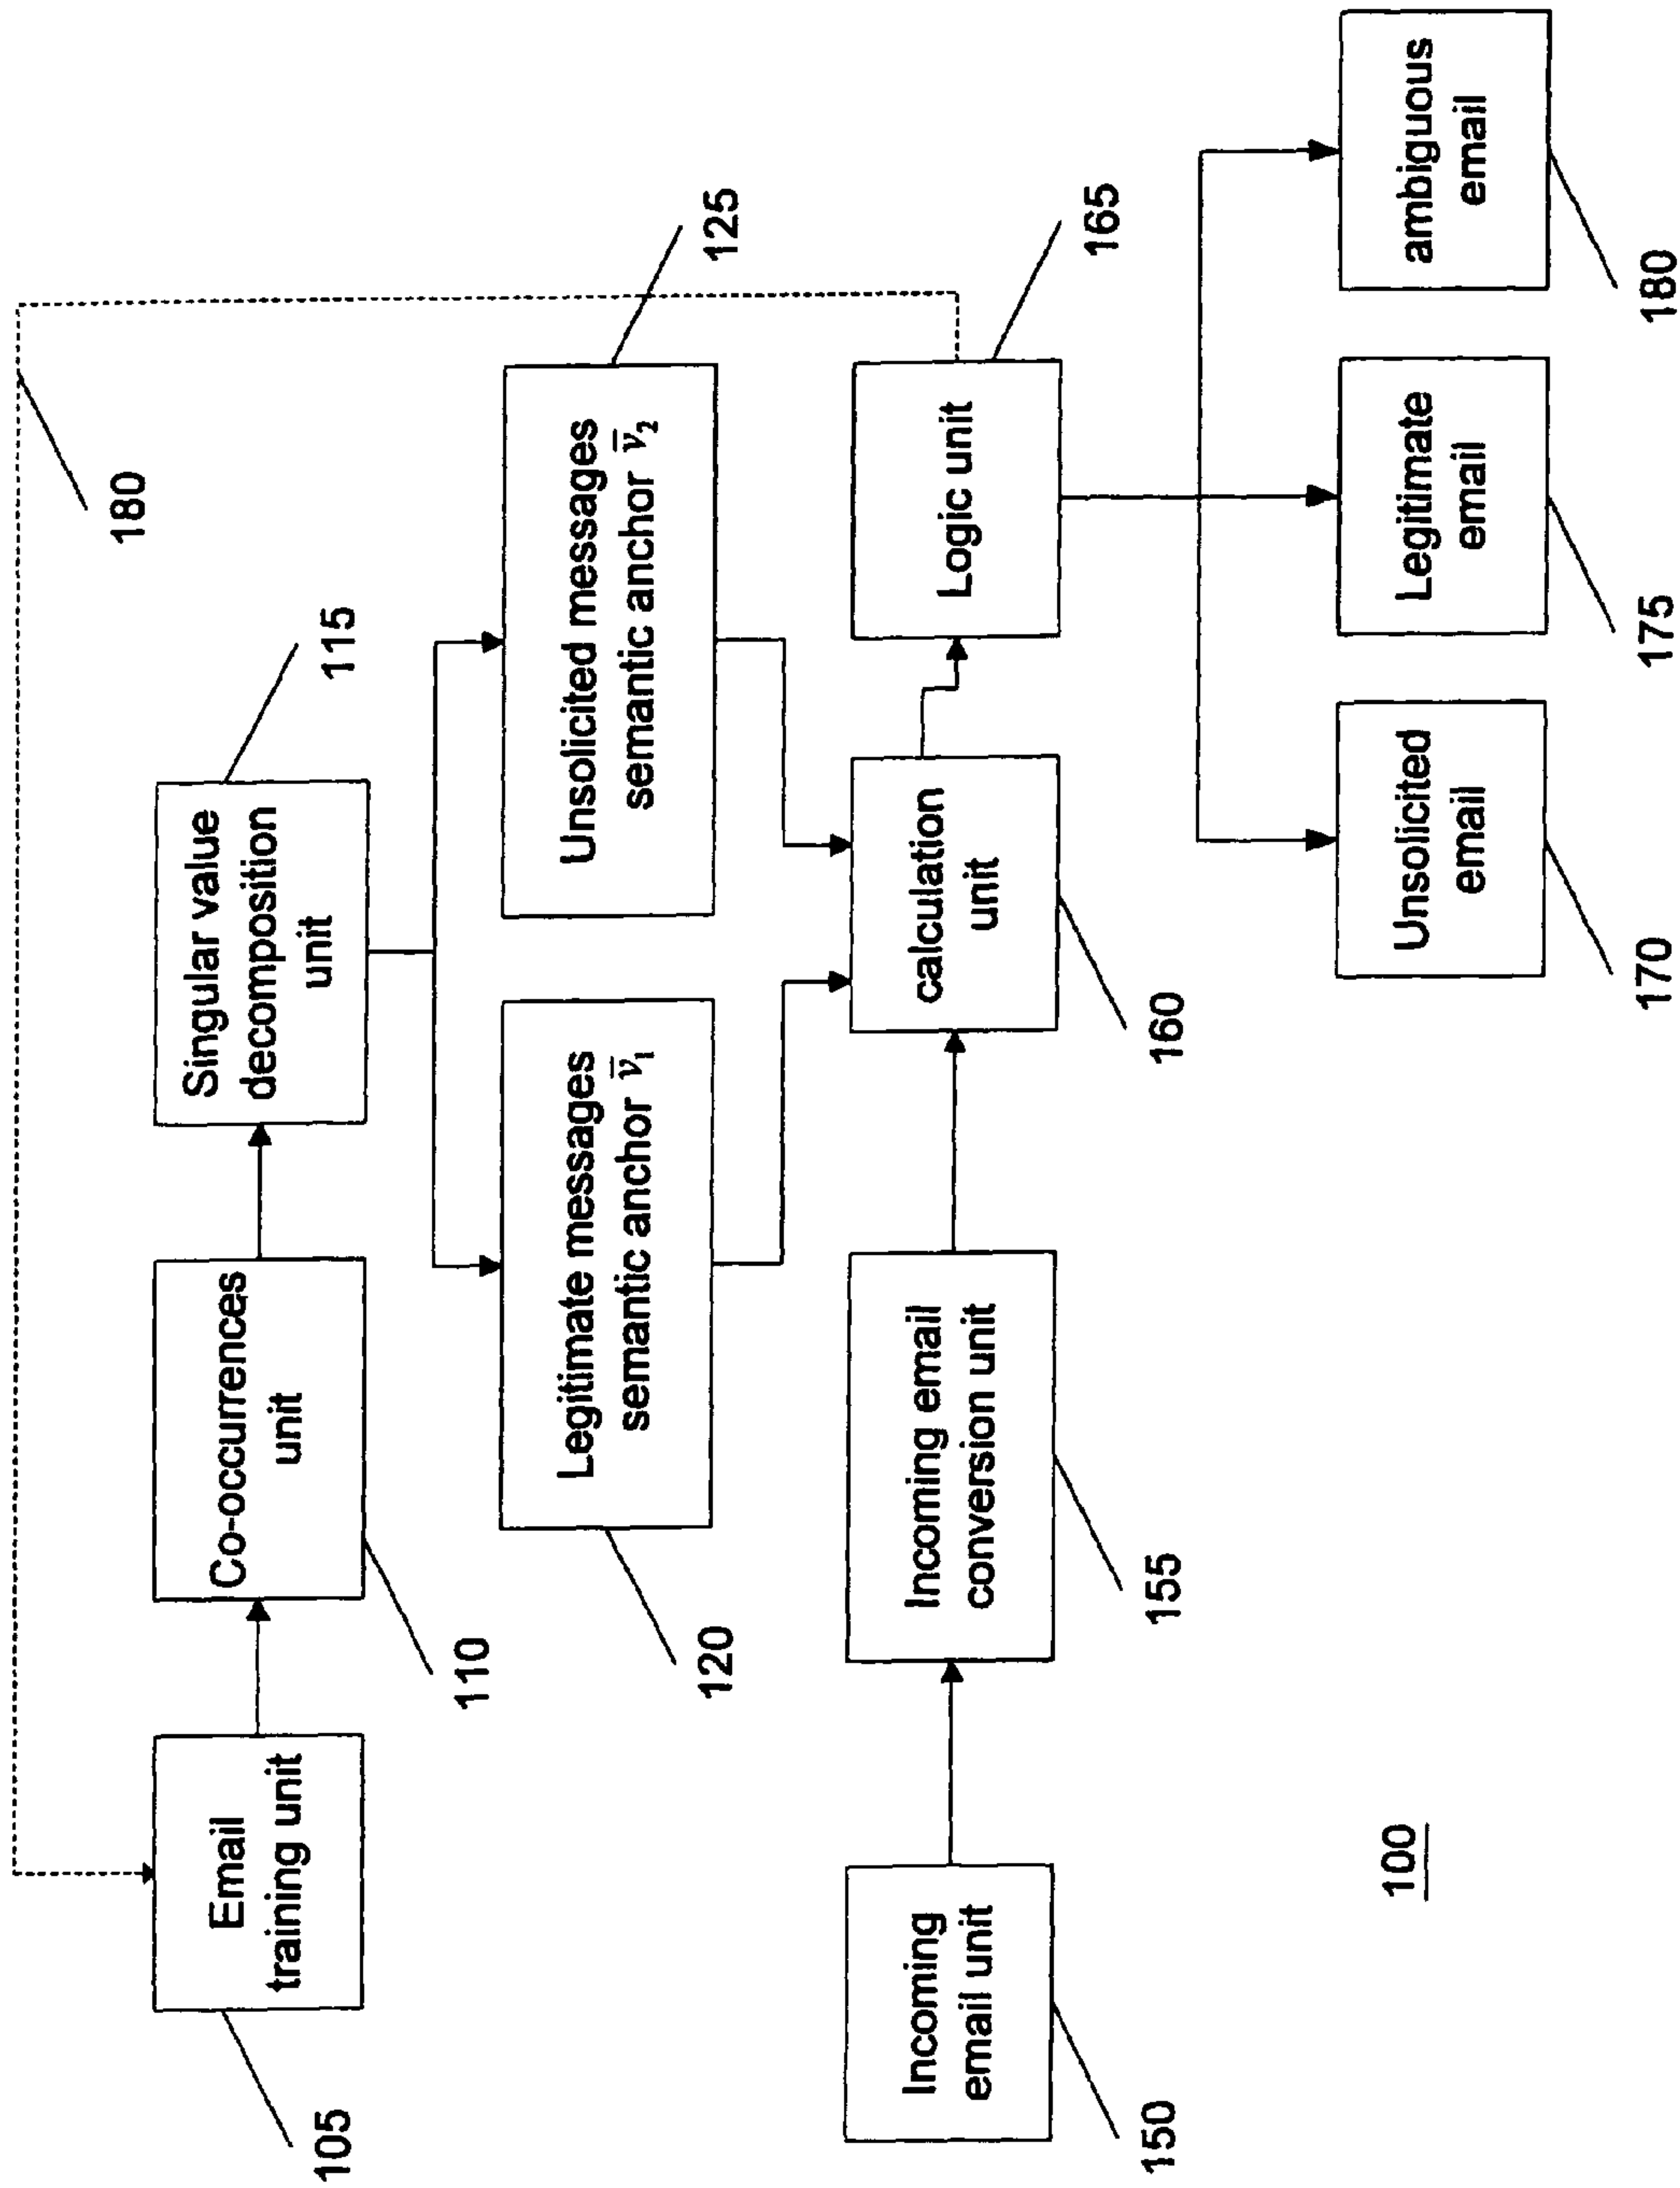 180
Email
training unit
105
Co-occurrences
unit
110
Singular value
decomposition
unit
115
Legitimate messages
semantic anchor v̄₁
120
Unsolicited messages
semantic anchor v̄₂
125
Incoming
email unit
150
Incoming email
conversion unit
155
calculation
unit
160
Logic unit
165
Unsolicited
email
170
Legitimate
email
175
ambiguous
email
180
100